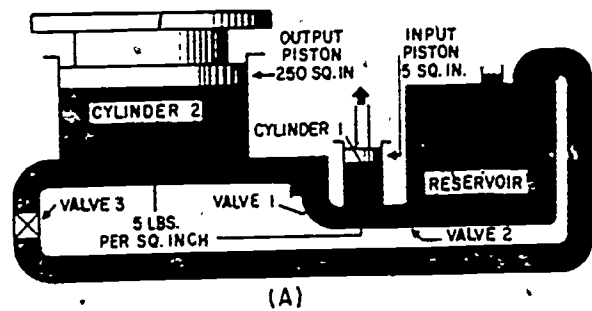 OUTPUT
PISTON
250 SQ. IN.
INPUT
PISTON
5 SQ. IN.
CYLINDER 2
CYLINDER 1
RESERVOIR
VALVE 3
5 LBS.
PER SQ. INCH
VALVE 1
VALVE 2
(A)